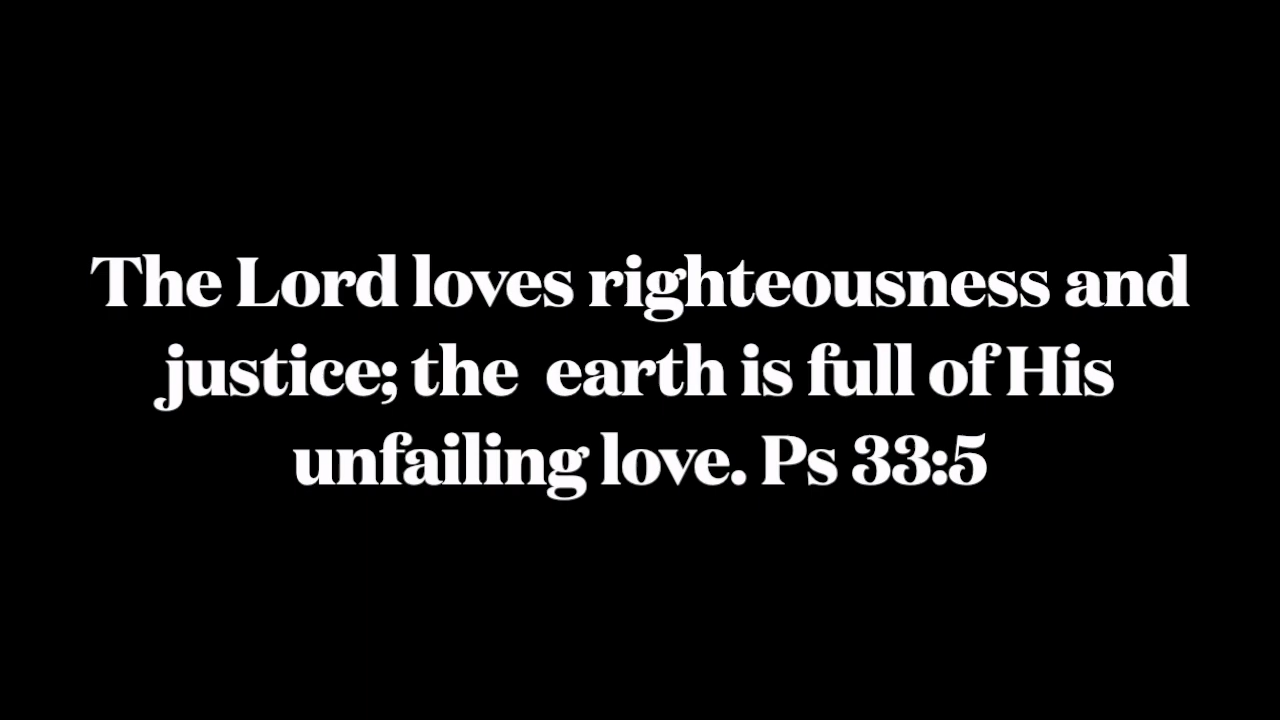 The Lord loves righteousness and
justice; the  earth is full of His
unfailing love. Ps 33:5